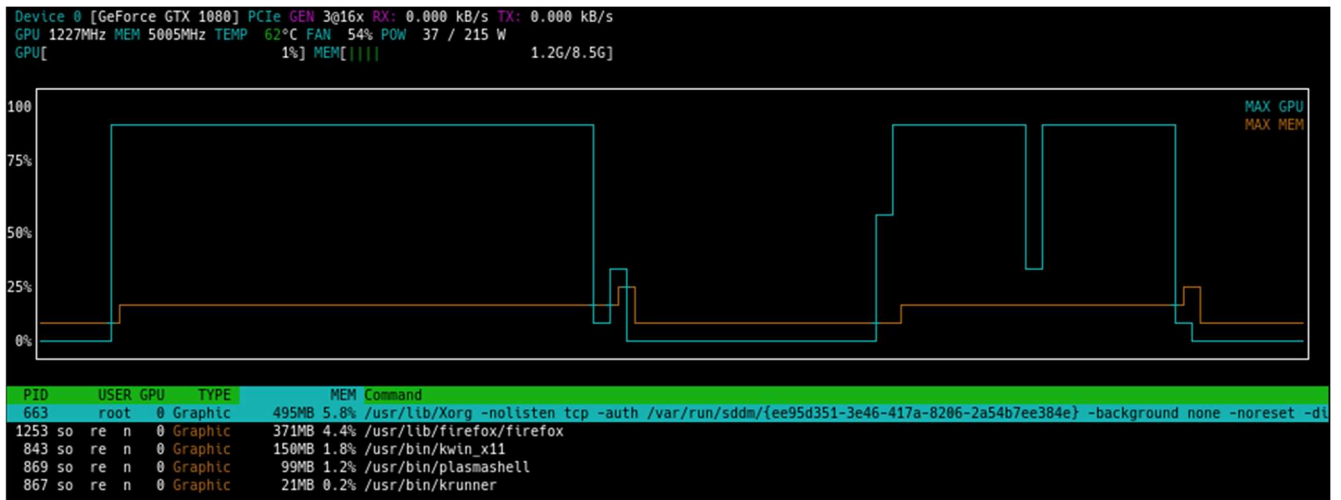 Device 0 [GeForce GTX 1080] PCIe GEN 3@16x RX: 0.000 kB/s TX: 0.000 kB/s
GPU 1227MHz MEM 5005MHz TEMP 62°C FAN 54% POW 37 / 215 W
GPU[ 1%] MEM[|||| 1.2G/8.5G]
100 MAX GPU
MAX MEM
75%
50%
25%
0%
PID USER GPU TYPE MEM Command
663 root 0 Graphic 495MB 5.8% /usr/lib/Xorg -nolisten tcp -auth /var/run/sddm/{ee95d351-3e46-417a-8206-2a54b7ee384e} -background none -noreset -di
1253 so re n 0 Graphic 371MB 4.4% /usr/lib/firefox/firefox
843 so re n 0 Graphic 150MB 1.8% /usr/bin/kwin_x11
869 so re n 0 Graphic 99MB 1.2% /usr/bin/plasmashell
867 so re n 0 Graphic 21MB 0.2% /usr/bin/krunner